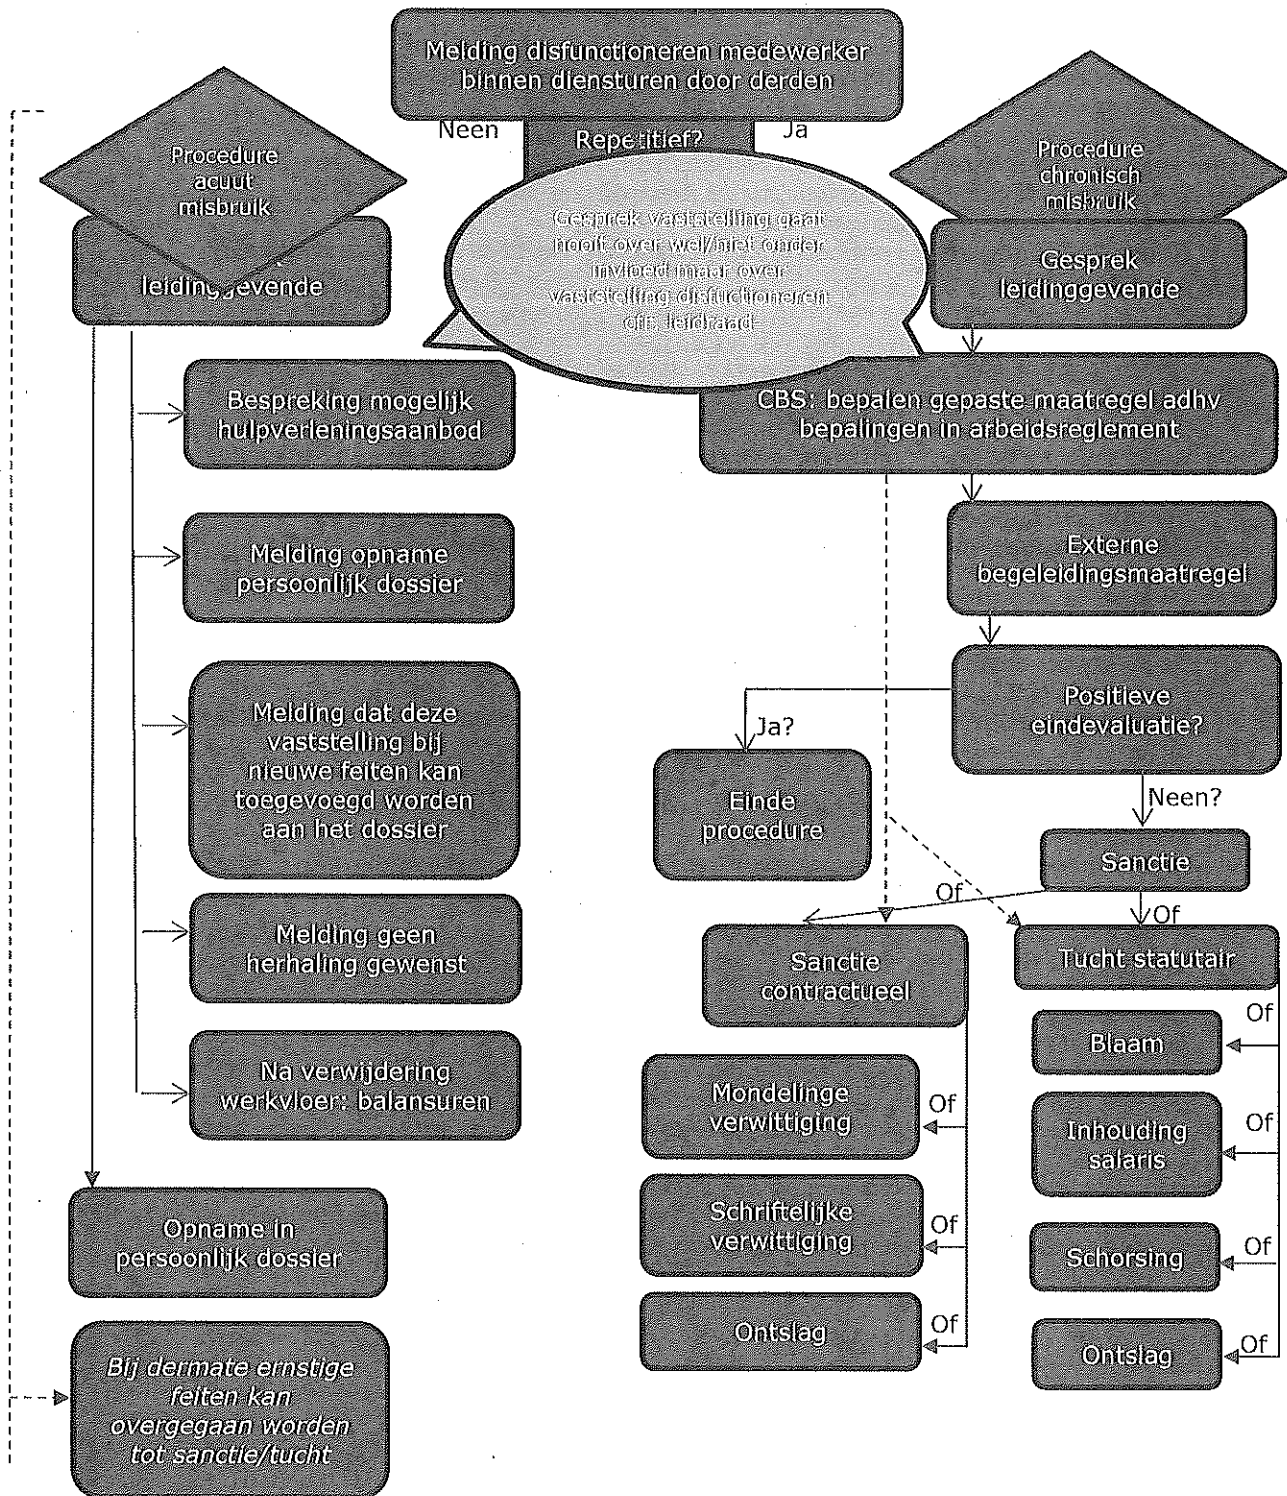 Melding disfunctioneren medewerker
binnen diensturen door derden
Neen
Repetitief?
Ja
Procedure
acuut
misbruik
leidinggevende
Gesprek vaststelling gaat
nooit over wel/niet onder
invloed maar over
vaststelling disfuctioneren
cfr. leidraad
Procedure
chronisch
misbruik
Gesprek
leidinggevende
Bespreking mogelijk
hulpverleningsaanbod
Melding opname
persoonlijk dossier
Melding dat deze
vaststelling bij
nieuwe feiten kan
toegevoegd worden
aan het dossier
Melding geen
herhaling gewenst
Na verwijdering
werkvloer: balansuren
Opname in
persoonlijk dossier
Bij dermate ernstige
feiten kan
overgegaan worden
tot sanctie/tucht
CBS: bepalen gepaste maatregel adhv
bepalingen in arbeidsreglement
Externe
begeleidingsmaatregel
Positieve
eindevaluatie?
Ja?
Einde
procedure
Neen?
Sanctie
Of
Of
Sanctie
contractueel
Mondelinge
verwittiging
Of
Schriftelijke
verwittiging
Of
Ontslag
Of
Tucht statutair
Of
Blaam
Of
Inhouding
salaris
Of
Schorsing
Of
Ontslag